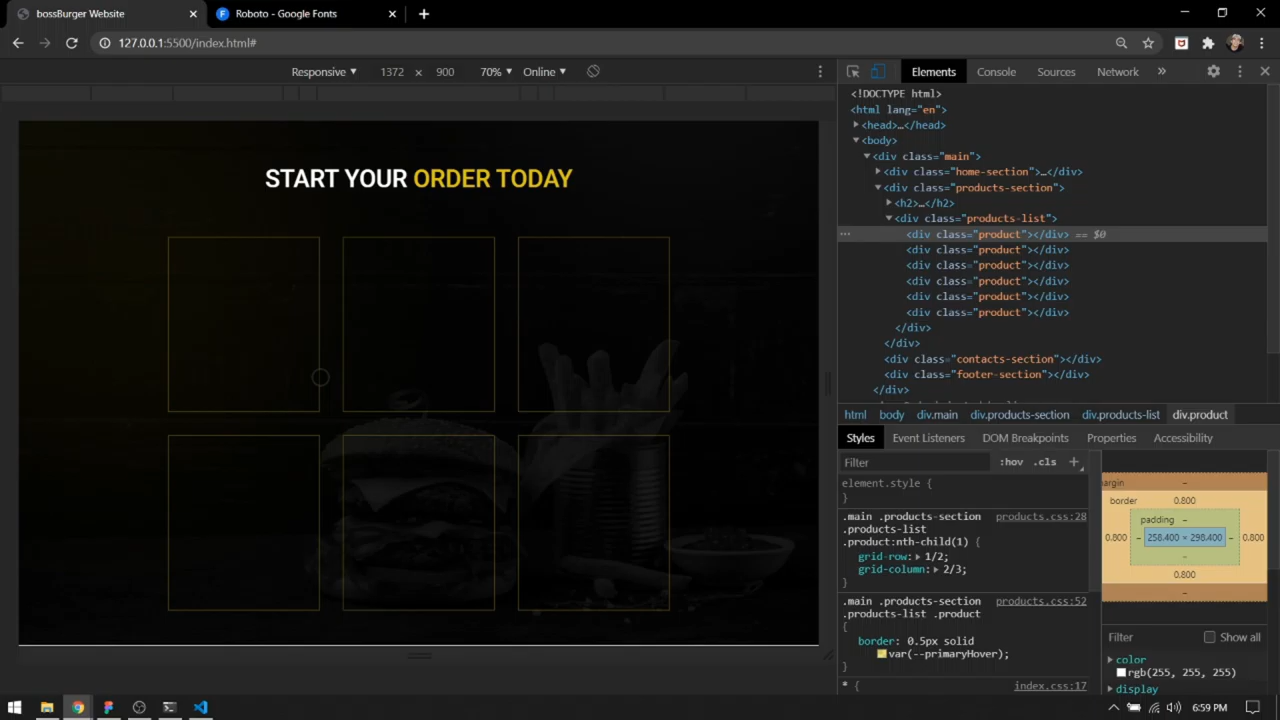 bossBurger Website
Roboto - Google Fonts
127.0.0.1:5500/index.html#
Responsive 1372 × 900 70% Online
Elements Console Sources Network »
<!DOCTYPE html>
<html lang="en">
<head>…</head>
<body>
<div class="main">
<div class="home-section">…</div>
<div class="products-section">
<h2>…</h2>
<div class="products-list">
<div class="product"></div> == $0
<div class="product"></div>
<div class="product"></div>
<div class="product"></div>
<div class="product"></div>
<div class="product"></div>
</div>
</div>
<div class="contacts-section"></div>
<div class="footer-section"></div>
</div>
START YOUR ORDER TODAY
html body div.main div.products-section div.products-list div.product
Styles Event Listeners DOM Breakpoints Properties Accessibility
Filter :hov .cls +
element.style {
}
.main .products-section products.css:28
.products-list
.product:nth-child(1) {
grid-row: 1/2;
grid-column: 2/3;
}
.main .products-section products.css:52
.products-list .product
{
border: 0.5px solid
var(--primaryHover);
}
* { index.css:17
argin –
border 0.800
padding –
0.800 – 258.400 × 298.400 – 0.800
–
0.800
–
Filter Show all
color
rgb(255, 255, 255)
display
6:59 PM